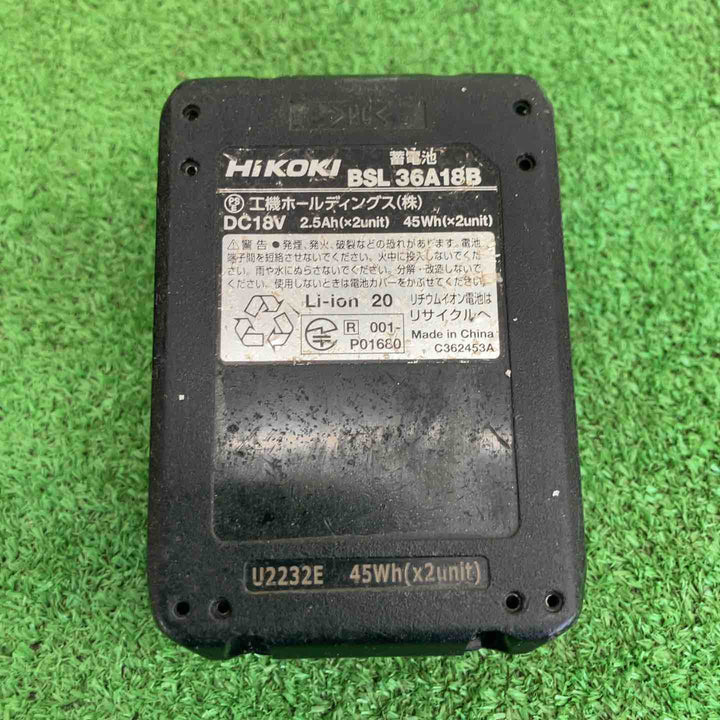 HiKOKI 蓄電池
BSL 36A18B
PS E 工機ホールディングス(株)
DC18V 2.5Ah(×2unit) 45Wh(×2unit)
⚠警告 ●発煙、発火、破裂などの恐れがあります。電池
端子間を短絡させないでください。火中に投入しないでくださ
い。雨や水にぬらさないでください。分解・改造しないで
ください。使用しないときは電池カバーをかぶせてください。
Li-ion 20
リチウムイオン電池は
リサイクルへ
R 001-
P01680
Made in China
C362453A
U2232E 45Wh(x2unit)